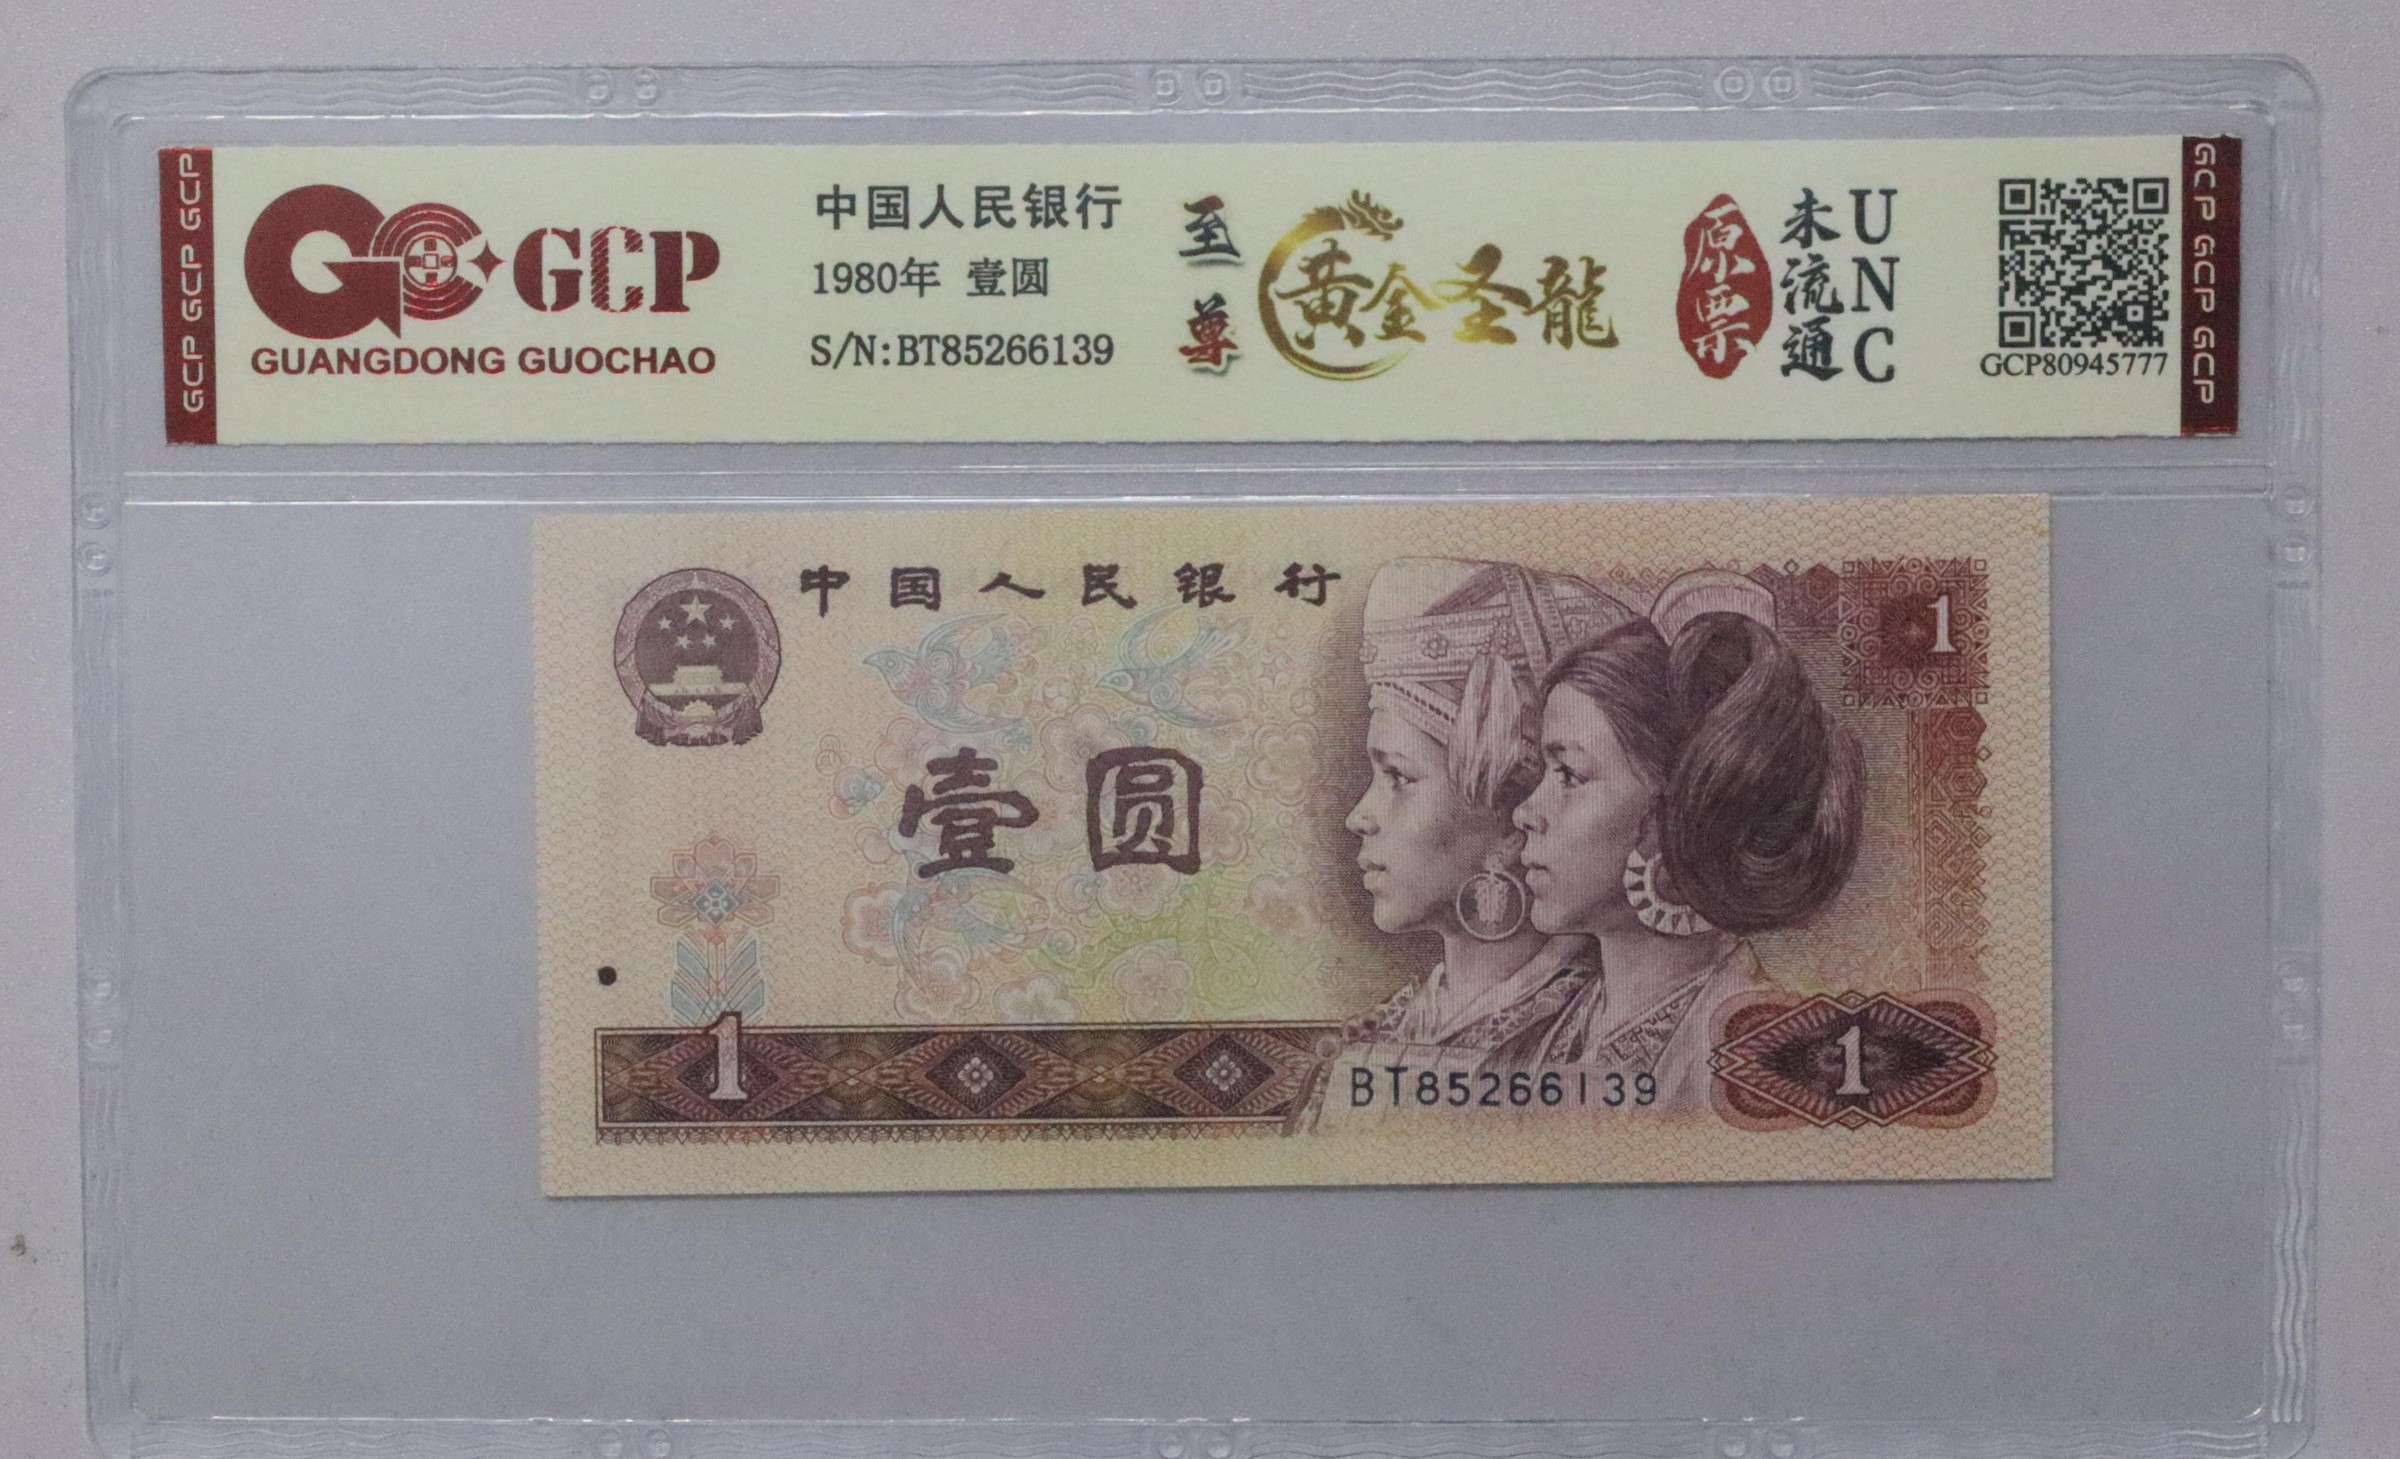 GCP GCP GCP
GCP
GUANGDONG GUOCHAO
中国人民银行
1980年 壹圆
S/N:BT85266139
至尊
黄金圣龍
原票
未流通
UNC
GCP80945777
GCP GCP GCP
中国人民银行
1
壹圆
1
1
BT85266139